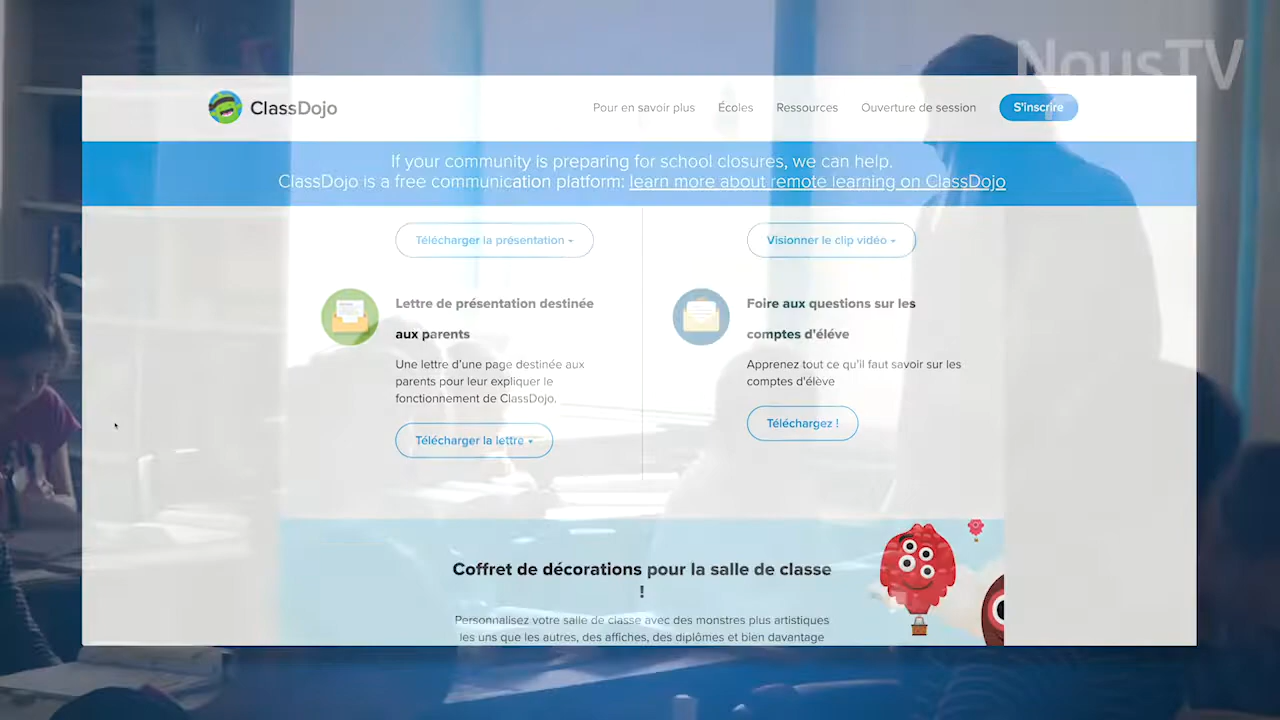 NousTV
ClassDojo
Pour en savoir plus
Écoles
Ressources
Ouverture de session
S'inscrire
If your community is preparing for school closures, we can help.
ClassDojo is a free communication platform: learn more about remote learning on ClassDojo
Télécharger la présentation
Visionner le clip vidéo
Lettre de présentation destinée
aux parents
Une lettre d'une page destinée aux
parents pour leur expliquer le
fonctionnement de ClassDojo.
Télécharger la lettre
Foire aux questions sur les
comptes d'éléve
Apprenez tout ce qu'il faut savoir sur les
comptes d'élève
Téléchargez !
Coffret de décorations pour la salle de classe
!
Personnalisez votre salle de classe avec des monstres plus artistiques
les uns que les autres, des affiches, des diplômes et bien davantage